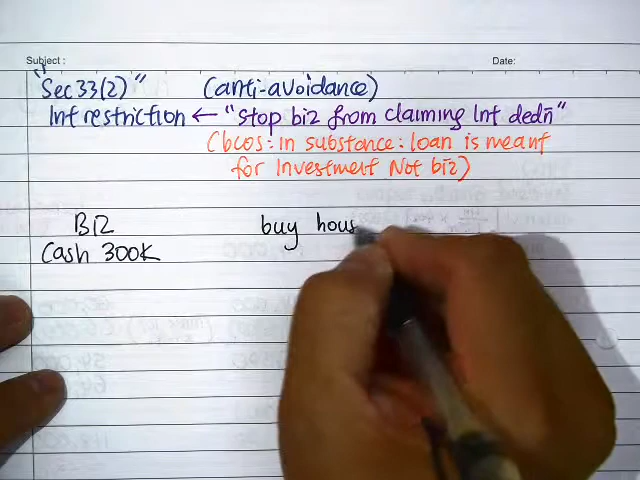 Subject : Date:
"Sec 33(2)" (anti-avoidance)
Int restriction ← "stop biz from claiming Int dedn̄"
(bcos: in substance: loan is meant
for Investment Not biz)
Biz buy hous
Cash 300K